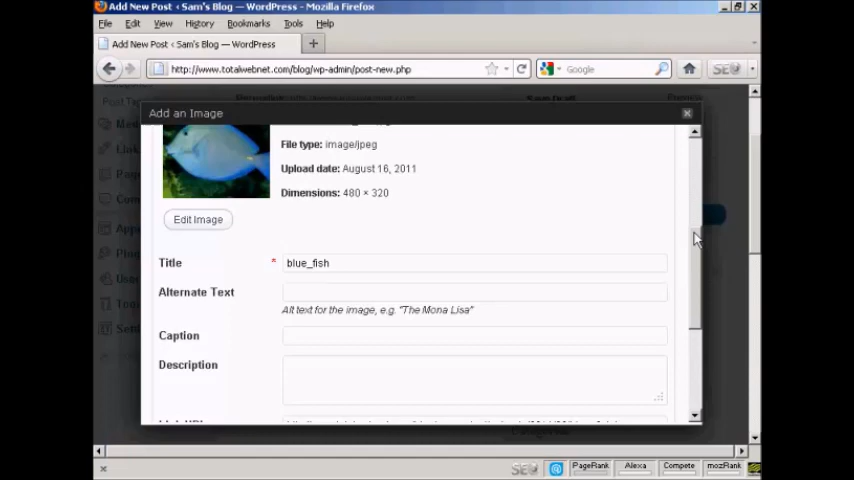 Add New Post ‹ Sam's Blog — WordPress - Mozilla Firefox
File Edit View History Bookmarks Tools Help
Add New Post ‹ Sam's Blog — WordPress
http://www.totalwebnet.com/blog/wp-admin/post-new.php
Google
SEO
Post Tag
Add an Image
File type: image/jpeg
Upload date: August 16, 2011
Dimensions: 480 × 320
Edit Image
Title * blue_fish
Alternate Text
Alt text for the image, e.g. "The Mona Lisa"
Caption
Description
SEO PageRank Alexa Compete mozRank